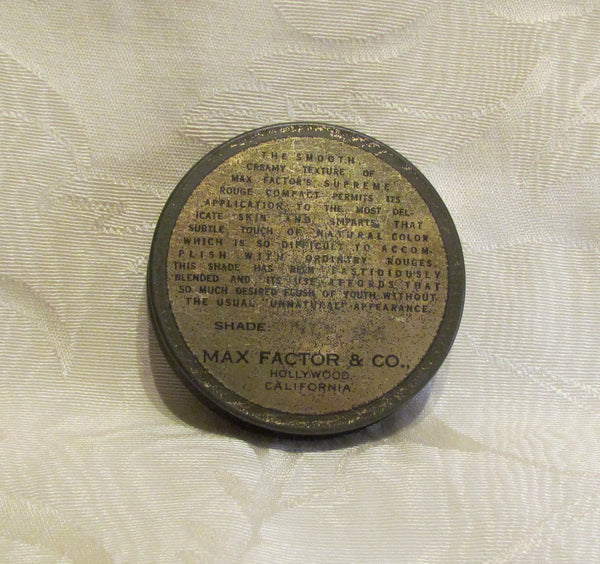 THE SMOOTH
CREAMY TEXTURE OF
MAX FACTOR'S SUPREME
ROUGE COMPACT PERMITS ITS
APPLICATION TO THE MOST DEL-
ICATE SKIN AND IMPARTS THAT
SUBTLE TOUCH OF NATURAL COLOR
WHICH IS SO DIFFICULT TO ACCOM-
PLISH WITH ORDINARY ROUGES.
THIS SHADE HAS BEEN FASTIDIOUSLY
BLENDED AND ITS USE AFFORDS THAT
SO MUCH DESIRED FLUSH OF YOUTH WITHOUT
THE USUAL "UNNATURAL" APPEARANCE.
SHADE
MAX FACTOR & CO.,
HOLLYWOOD,
CALIFORNIA